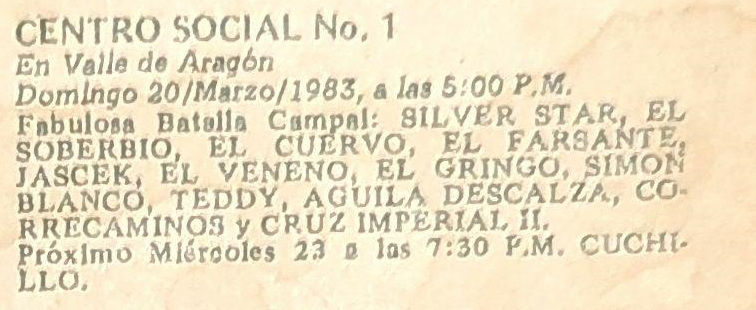 CENTRO SOCIAL No. 1
En Valle de Aragón
Domingo 20/Marzo/1983, a las 5:00 P.M.
Fabulosa Batalla Campal: SILVER STAR, EL
SOBERBIO, EL CUERVO, EL FARSANTE,
JASCEK, EL VENENO, EL GRINGO, SIMON
BLANCO, TEDDY, AGUILA DESCALZA, CO-
RRECAMINOS y CRUZ IMPERIAL II.
Próximo Miércoles 23 a las 7:30 P.M. CUCHI-
LLO.